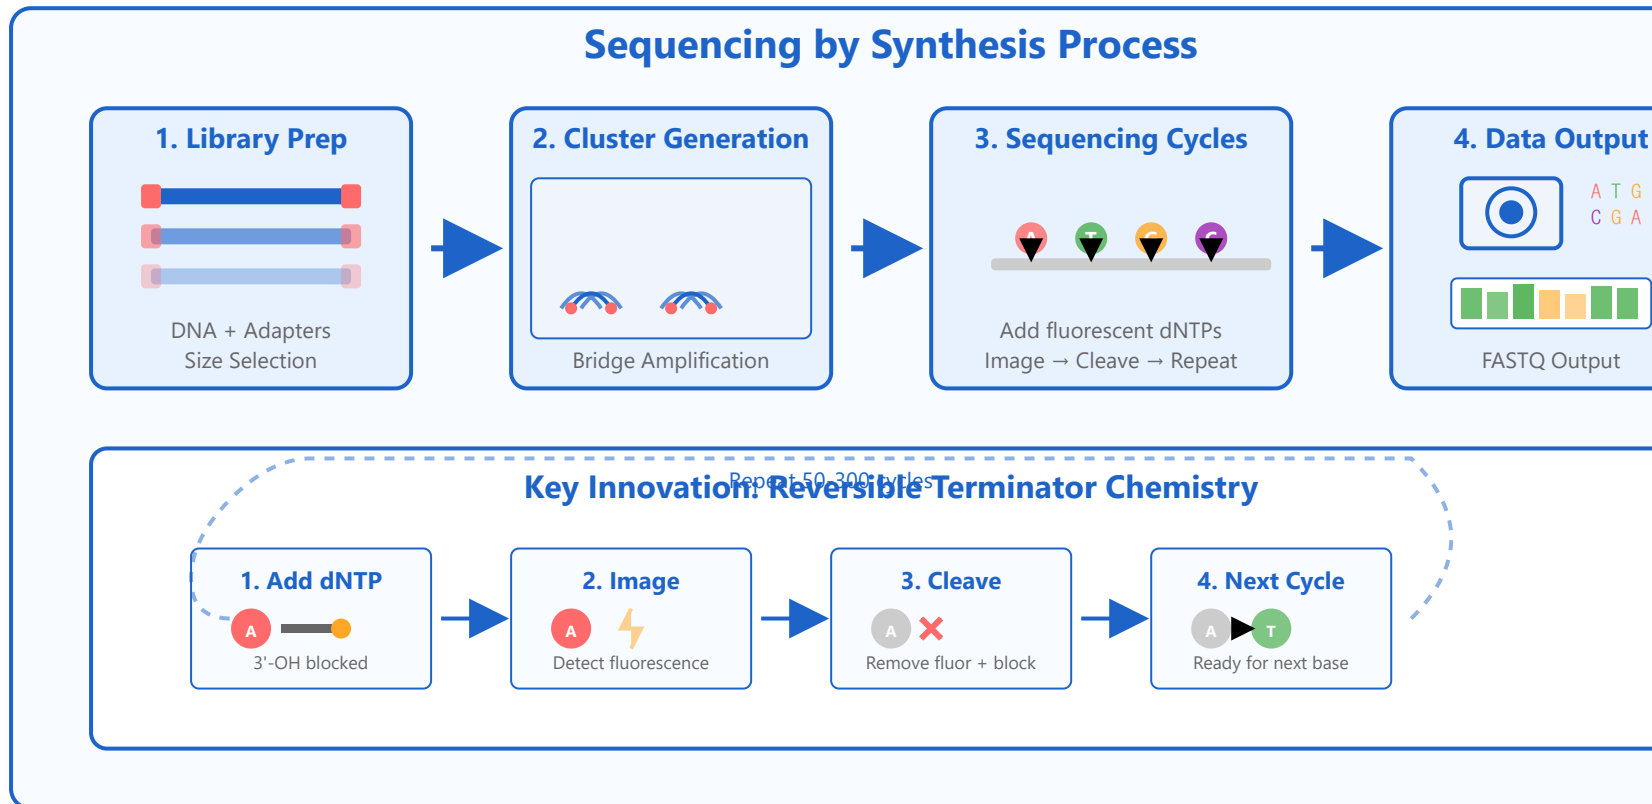 Sequencing by Synthesis Process
1. Library Prep
DNA + Adapters
Size Selection
2. Cluster Generation
Bridge Amplification
3. Sequencing Cycles
A T G C
Add fluorescent dNTPs
Image → Cleave → Repeat
4. Data Output
A T G
C G A
FASTQ Output
Repeat 50-300 cycles
Key Innovation: Reversible Terminator Chemistry
1. Add dNTP
A
3'-OH blocked
2. Image
A
Detect fluorescence
3. Cleave
A
Remove fluor + block
4. Next Cycle
A T
Ready for next base